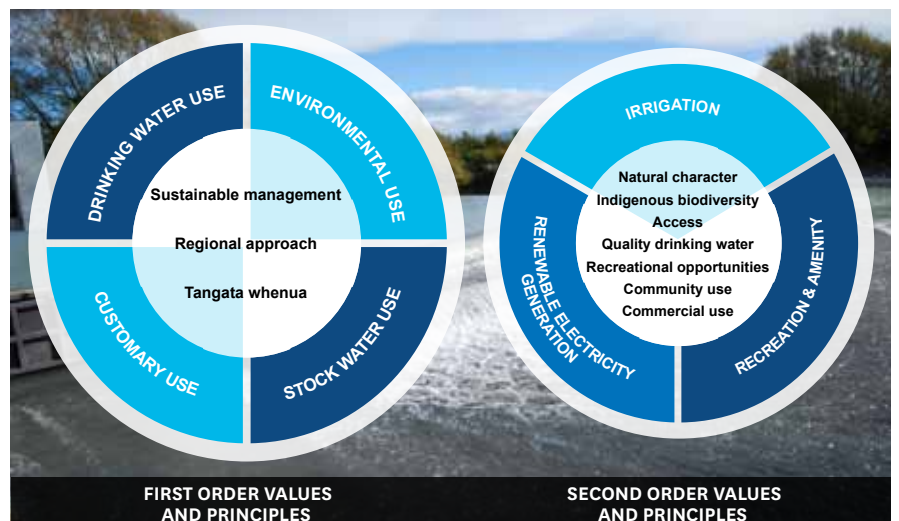 DRINKING WATER USE
ENVIRONMENTAL USE
CUSTOMARY USE
STOCK WATER USE
Sustainable management
Regional approach
Tangata whenua
FIRST ORDER VALUES
AND PRINCIPLES
IRRIGATION
RENEWABLE ELECTRICITY
GENERATION
RECREATION & AMENITY
Natural character
Indigenous biodiversity
Access
Quality drinking water
Recreational opportunities
Community use
Commercial use
SECOND ORDER VALUES
AND PRINCIPLES